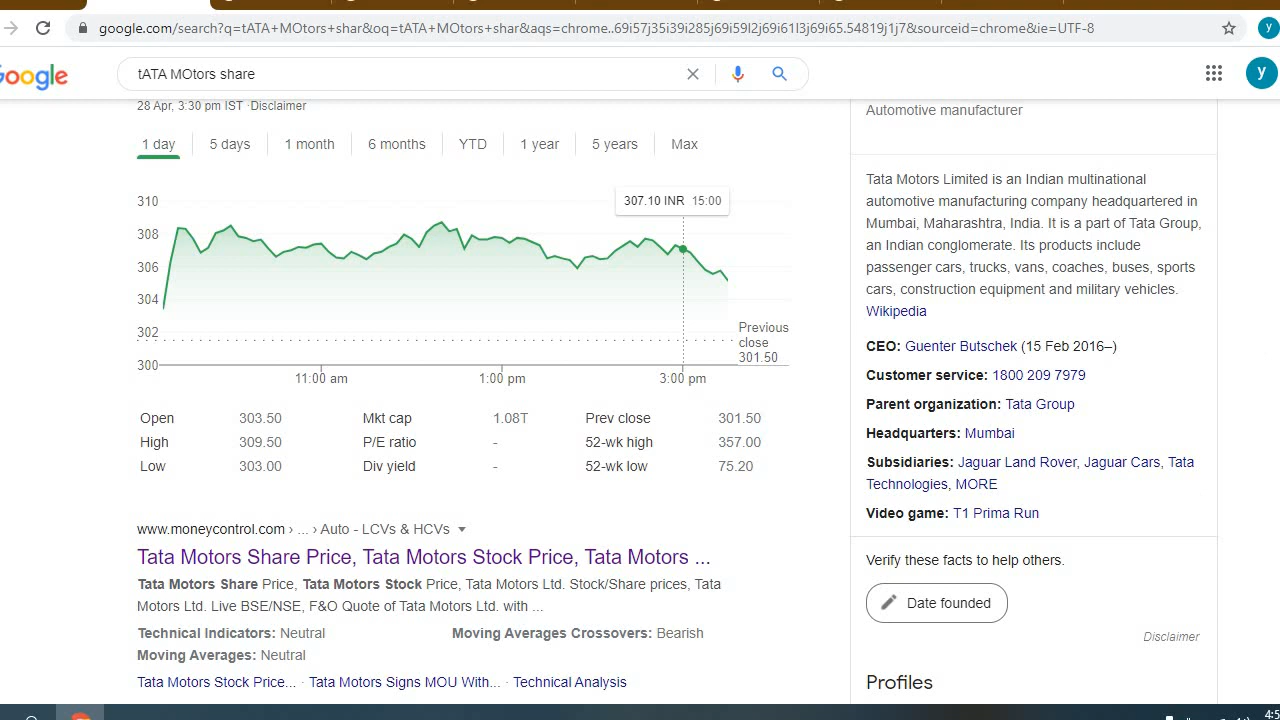 google.com/search?q=tATA+MOtors+shar&oq=tATA+MOtors+shar&aqs=chrome..69i57j35i39i285j69i59l2j69i61l3j69i65.54819j1j7&sourceid=chrome&ie=UTF-8
y
Google
tATA MOtors share
y
28 Apr, 3:30 pm IST ·Disclaimer
1 day
5 days
1 month
6 months
YTD
1 year
5 years
Max
307.10 INR 15:00
310
308
306
304
302
300
Previous
close
301.50
11:00 am
1:00 pm
3:00 pm
Open 303.50 Mkt cap 1.08T Prev close 301.50
High 309.50 P/E ratio - 52-wk high 357.00
Low 303.00 Div yield - 52-wk low 75.20
www.moneycontrol.com › ... › Auto - LCVs & HCVs
Tata Motors Share Price, Tata Motors Stock Price, Tata Motors ...
Tata Motors Share Price, Tata Motors Stock Price, Tata Motors Ltd. Stock/Share prices, Tata
Motors Ltd. Live BSE/NSE, F&O Quote of Tata Motors Ltd. with ...
Technical Indicators: Neutral Moving Averages Crossovers: Bearish
Moving Averages: Neutral
Tata Motors Stock Price... · Tata Motors Signs MOU With... · Technical Analysis
Automotive manufacturer
Tata Motors Limited is an Indian multinational
automotive manufacturing company headquartered in
Mumbai, Maharashtra, India. It is a part of Tata Group,
an Indian conglomerate. Its products include
passenger cars, trucks, vans, coaches, buses, sports
cars, construction equipment and military vehicles.
Wikipedia
CEO: Guenter Butschek (15 Feb 2016–)
Customer service: 1800 209 7979
Parent organization: Tata Group
Headquarters: Mumbai
Subsidiaries: Jaguar Land Rover, Jaguar Cars, Tata
Technologies, MORE
Video game: T1 Prima Run
Verify these facts to help others.
Date founded
Disclaimer
Profiles